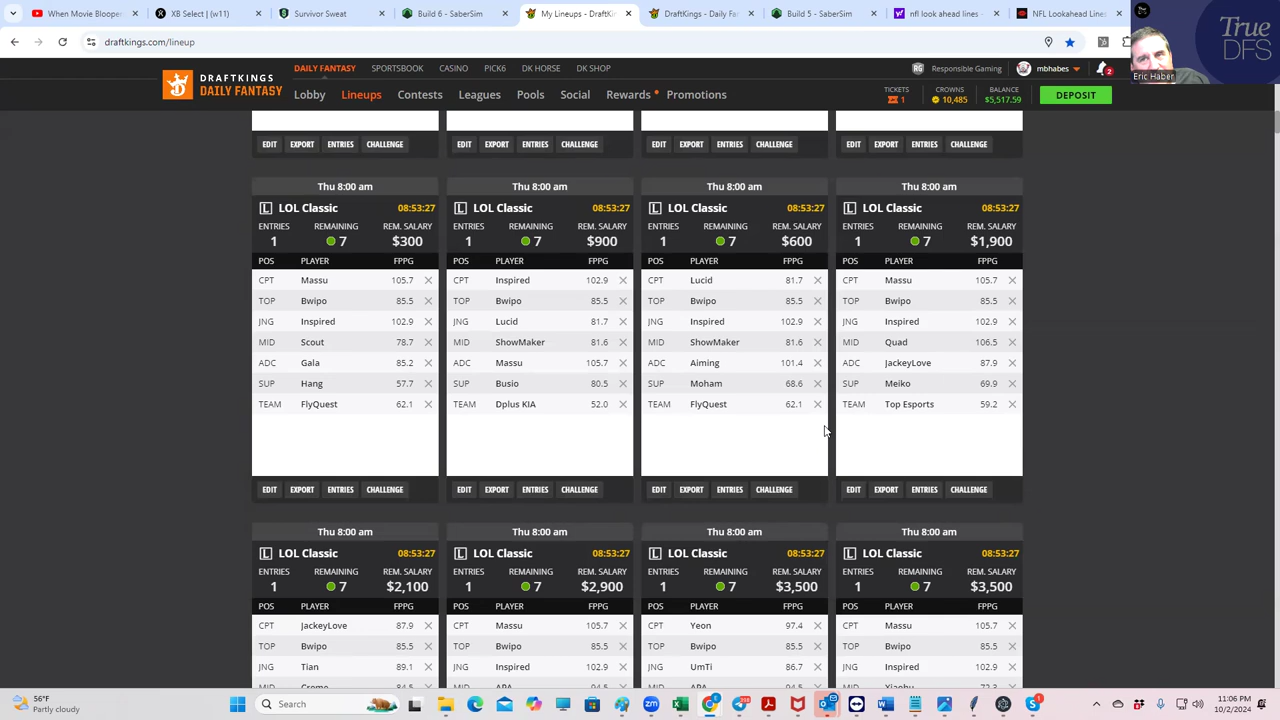 When Movie Blooper
XB Select | (w11)
Survivor Sweat
Build 6 - SaberSim
My Lineups - DraftKin
DraftKings - Daily Fan
Build 5 - SaberSim
nfl look ahead lines -
NFL Lookahead Lines
draftkings.com/lineup
Eric Haber
True
DFS
DRAFTKINGS
DAILY FANTASY
DAILY FANTASY SPORTSBOOK CASINO PICK6 DK HORSE DK SHOP
RG Responsible Gaming mbhabes 2
Lobby Lineups Contests Leagues Pools Social Rewards Promotions
TICKETS CROWNS BALANCE
1 10,485 $5,517.59
DEPOSIT
EDIT EXPORT ENTRIES CHALLENGE EDIT EXPORT ENTRIES CHALLENGE EDIT EXPORT ENTRIES CHALLENGE EDIT EXPORT ENTRIES CHALLENGE
Thu 8:00 am
L LOL Classic 08:53:27
ENTRIES REMAINING REM. SALARY
1 7 $300
POS PLAYER FPPG
CPT Massu 105.7
TOP Bwipo 85.5
JNG Inspired 102.9
MID Scout 78.7
ADC Gala 85.2
SUP Hang 57.7
TEAM FlyQuest 62.1
EDIT EXPORT ENTRIES CHALLENGE
Thu 8:00 am
L LOL Classic 08:53:27
ENTRIES REMAINING REM. SALARY
1 7 $900
POS PLAYER FPPG
CPT Inspired 102.9
TOP Bwipo 85.5
JNG Lucid 81.7
MID ShowMaker 81.6
ADC Massu 105.7
SUP Busio 80.5
TEAM Dplus KIA 52.0
EDIT EXPORT ENTRIES CHALLENGE
Thu 8:00 am
L LOL Classic 08:53:27
ENTRIES REMAINING REM. SALARY
1 7 $600
POS PLAYER FPPG
CPT Lucid 81.7
TOP Bwipo 85.5
JNG Inspired 102.9
MID ShowMaker 81.6
ADC Aiming 101.4
SUP Moham 68.6
TEAM FlyQuest 62.1
EDIT EXPORT ENTRIES CHALLENGE
Thu 8:00 am
L LOL Classic 08:53:27
ENTRIES REMAINING REM. SALARY
1 7 $1,900
POS PLAYER FPPG
CPT Massu 105.7
TOP Bwipo 85.5
JNG Inspired 102.9
MID Quad 106.5
ADC JackeyLove 87.9
SUP Meiko 69.9
TEAM Top Esports 59.2
EDIT EXPORT ENTRIES CHALLENGE
Thu 8:00 am
L LOL Classic 08:53:27
ENTRIES REMAINING REM. SALARY
1 7 $2,100
POS PLAYER FPPG
CPT JackeyLove 87.9
TOP Bwipo 85.5
JNG Tian 89.1
MID Creme 84.5
Thu 8:00 am
L LOL Classic 08:53:27
ENTRIES REMAINING REM. SALARY
1 7 $2,900
POS PLAYER FPPG
CPT Massu 105.7
TOP Bwipo 85.5
JNG Inspired 102.9
MID APA 94.5
Thu 8:00 am
L LOL Classic 08:53:27
ENTRIES REMAINING REM. SALARY
1 7 $3,500
POS PLAYER FPPG
CPT Yeon 97.4
TOP Bwipo 85.5
JNG UmTi 86.7
MID APA 94.5
Thu 8:00 am
L LOL Classic 08:53:27
ENTRIES REMAINING REM. SALARY
1 7 $3,500
POS PLAYER FPPG
CPT Massu 105.7
TOP Bwipo 85.5
JNG Inspired 102.9
MID Xiaohu 72.3
56°F
Partly cloudy
Search
11:06 PM
10/2/2024